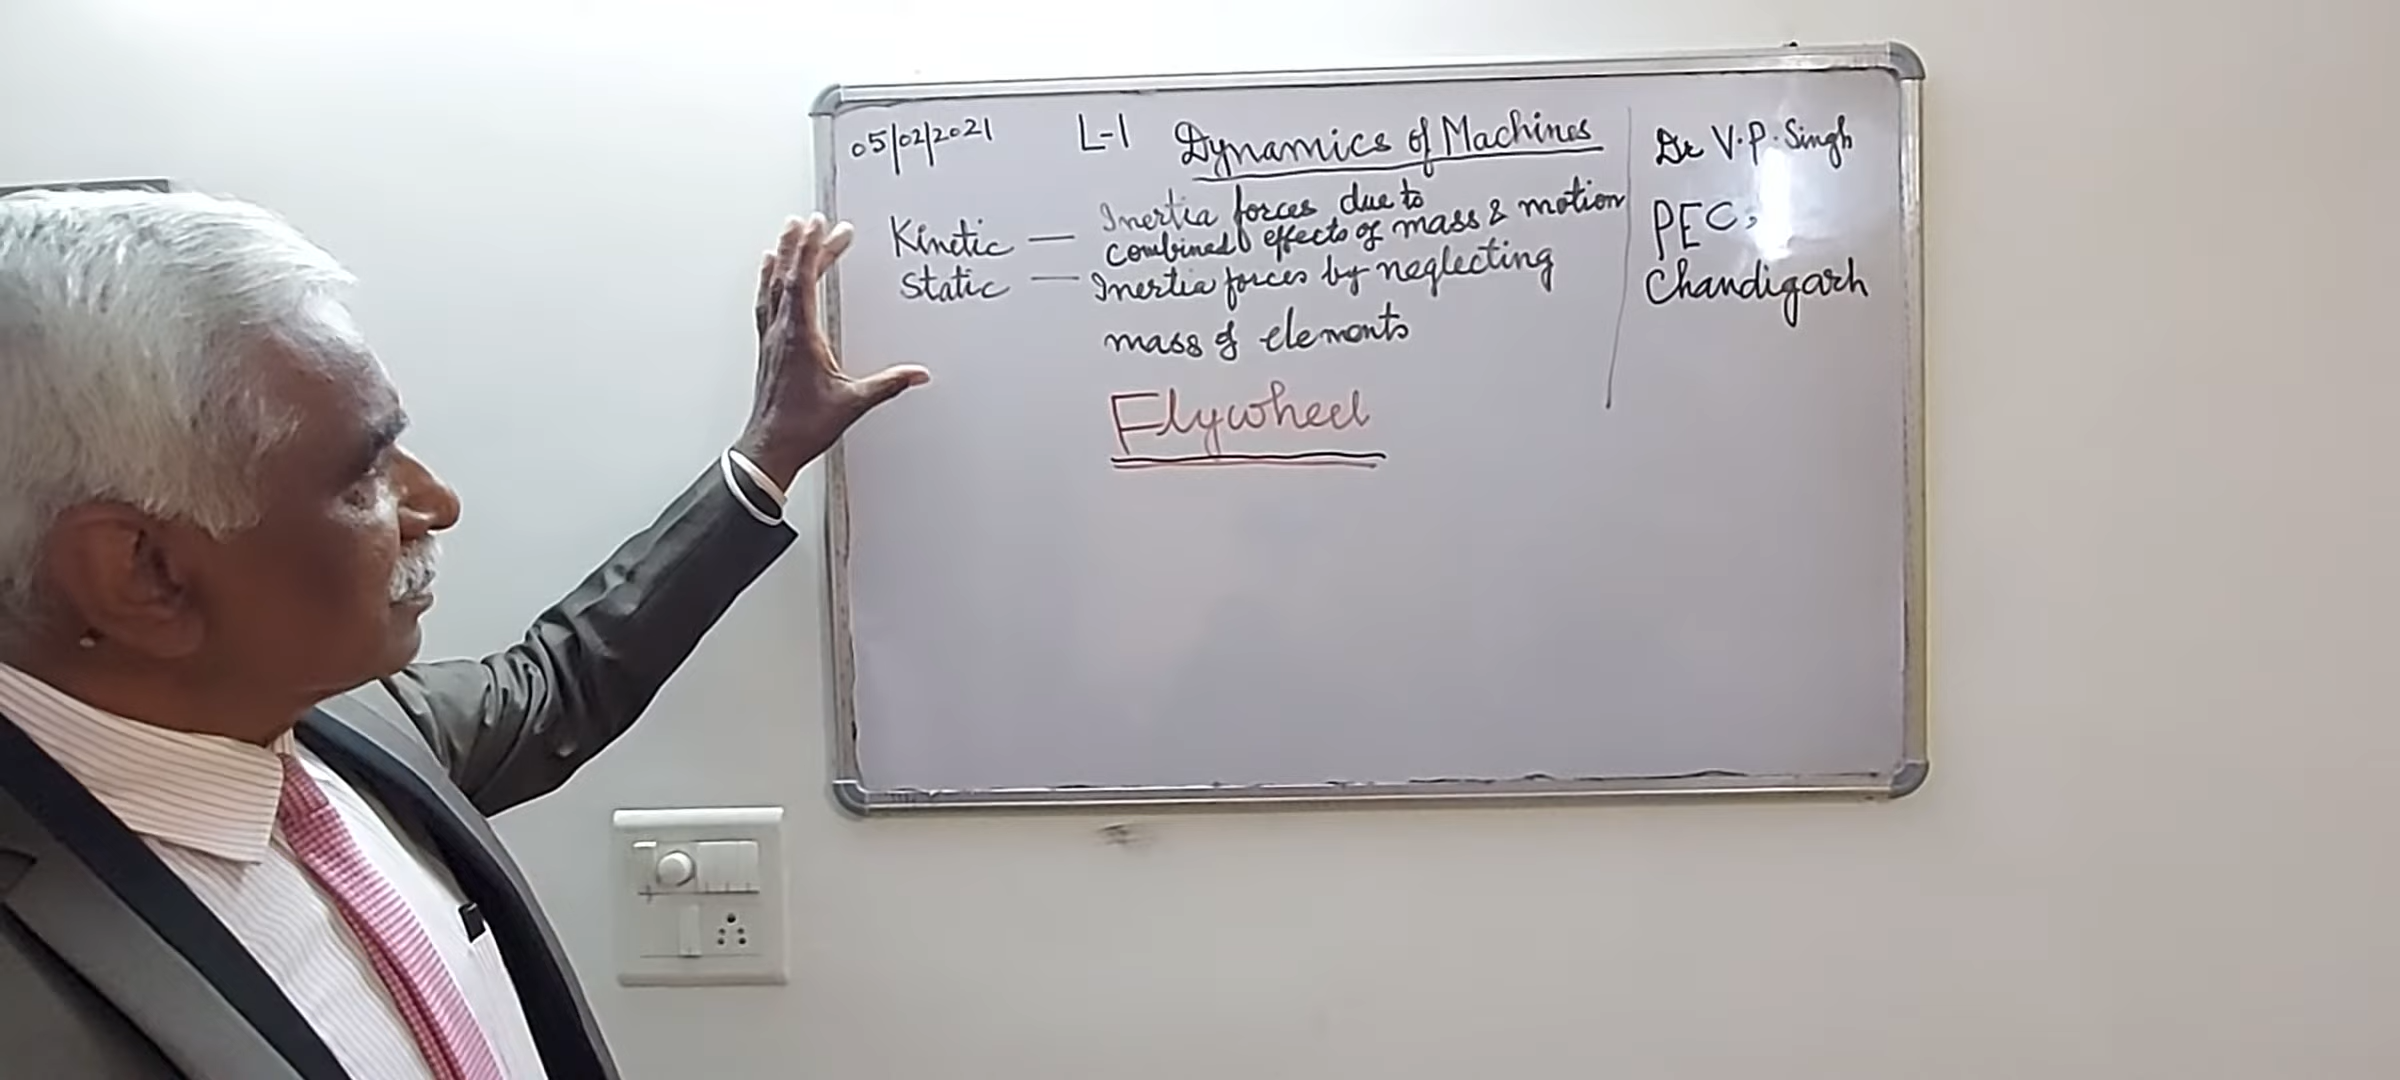 05/02/2021 L-1 Dynamics of Machines
Kinetic — Inertia forces due to
combined effects of mass & motion
Static — Inertia forces by neglecting
mass of elements
Flywheel
Dr V.P. Singh
PEC,
Chandigarh